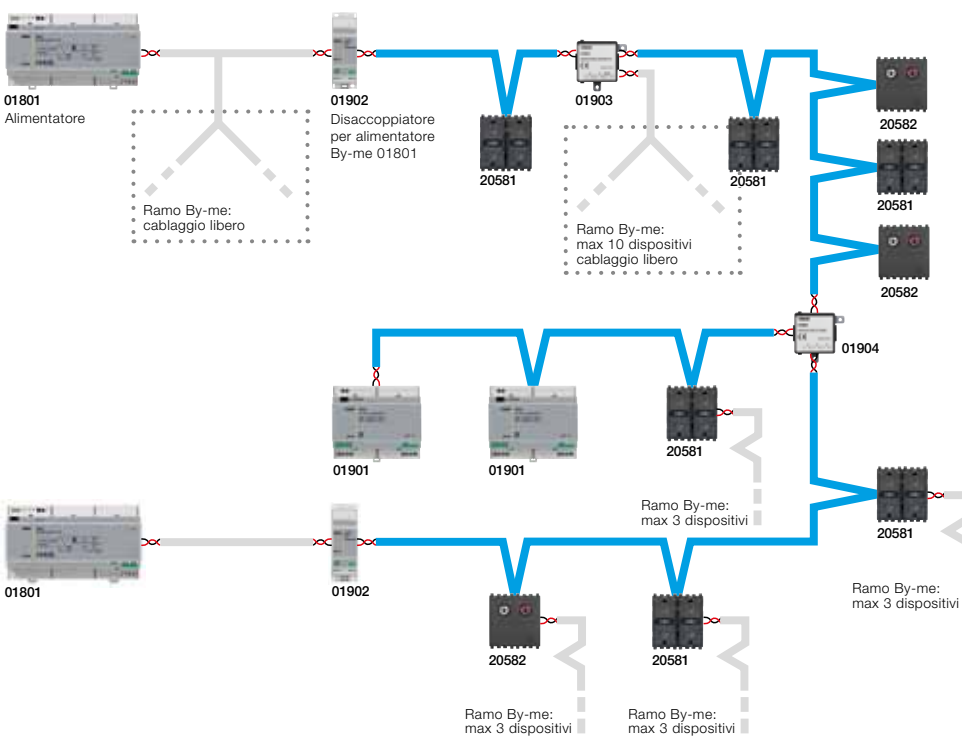 01801
Alimentatore
01902
Disaccoppiatore
per alimentatore
By-me 01801
01903
20582
20581
20581
20581
Ramo By-me:
cablaggio libero
Ramo By-me:
max 10 dispositivi
cablaggio libero
20582
01904
01901
01901
20581
Ramo By-me:
max 3 dispositivi
20581
01801
01902
Ramo By-me:
max 3 dispositivi
20582
20581
Ramo By-me:
max 3 dispositivi
Ramo By-me:
max 3 dispositivi